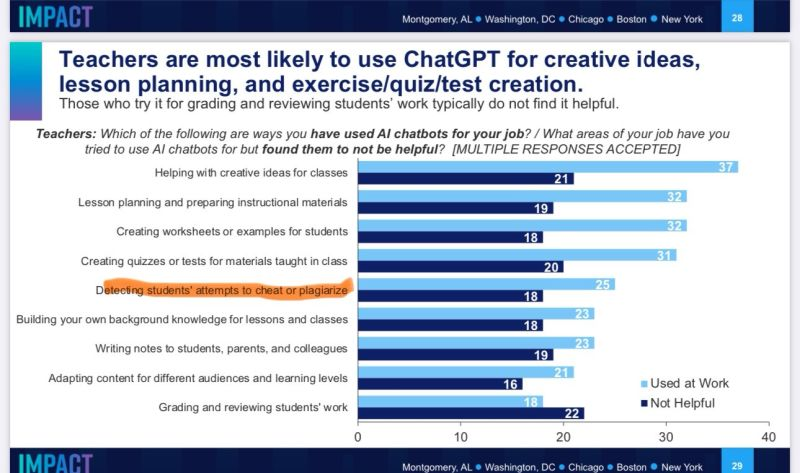 IMPACT
Montgomery, AL • Washington, DC • Chicago • Boston • New York
28
Teachers are most likely to use ChatGPT for creative ideas,
lesson planning, and exercise/quiz/test creation.
Those who try it for grading and reviewing students' work typically do not find it helpful.
Teachers: Which of the following are ways you have used AI chatbots for your job? / What areas of your job have you
tried to use AI chatbots for but found them to not be helpful? [MULTIPLE RESPONSES ACCEPTED]
Helping with creative ideas for classes
37
21
Lesson planning and preparing instructional materials
32
19
Creating worksheets or examples for students
32
18
Creating quizzes or tests for materials taught in class
31
20
Detecting students' attempts to cheat or plagiarize
25
18
Building your own background knowledge for lessons and classes
23
18
Writing notes to students, parents, and colleagues
23
19
Adapting content for different audiences and learning levels
21
16
Used at Work
Grading and reviewing students' work
18
22
Not Helpful
0 10 20 30 40
IMPACT
Montgomery, AL • Washington, DC • Chicago • Boston • New York
29